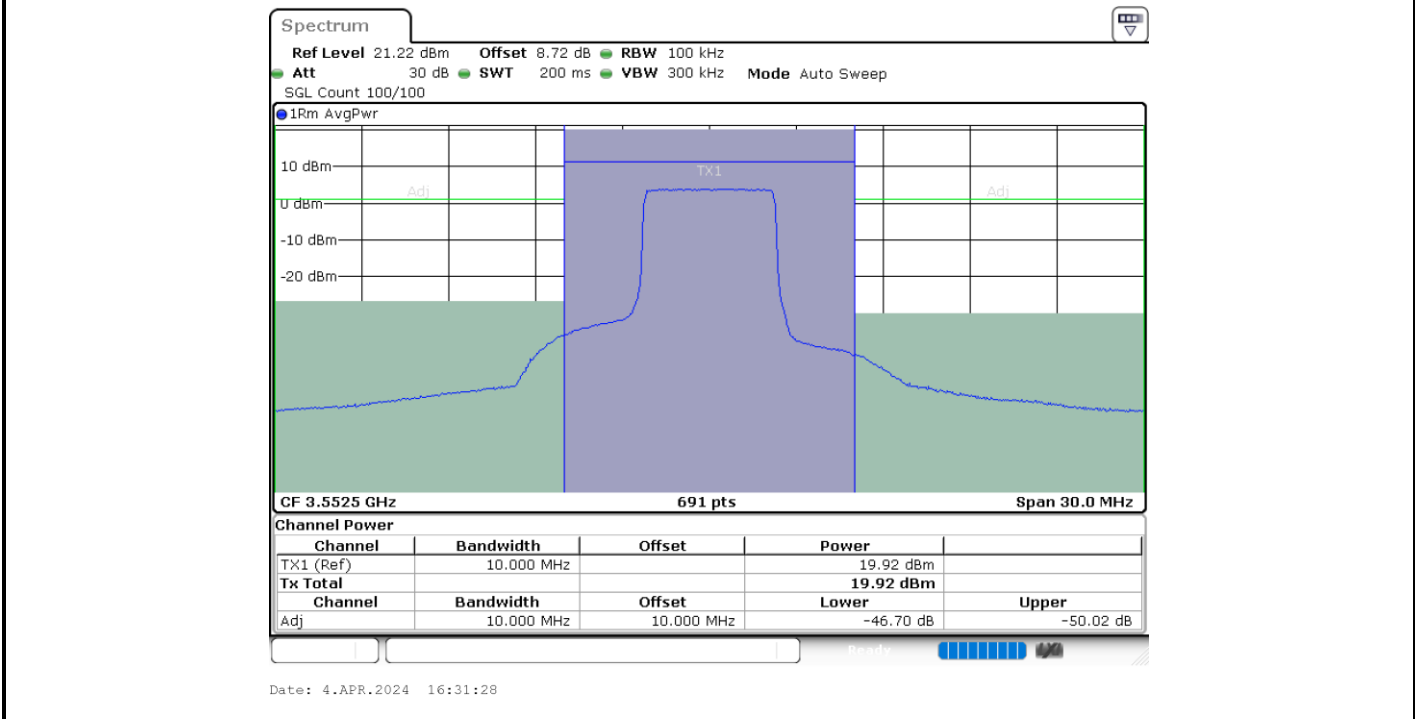 Spectrum
Ref Level 21.22 dBm Offset 8.72 dB RBW 100 kHz
Att 30 dB SWT 200 ms VBW 300 kHz Mode Auto Sweep
SGL Count 100/100
1Rm AvgPwr
10 dBm
TX1
Adj Adj
0 dBm
-10 dBm
-20 dBm
CF 3.5525 GHz 691 pts Span 30.0 MHz
Channel Power
Channel Bandwidth Offset Power
TX1 (Ref) 10.000 MHz 19.92 dBm
Tx Total 19.92 dBm
Channel Bandwidth Offset Lower Upper
Adj 10.000 MHz 10.000 MHz -46.70 dB -50.02 dB
Ready
Date: 4.APR.2024 16:31:28